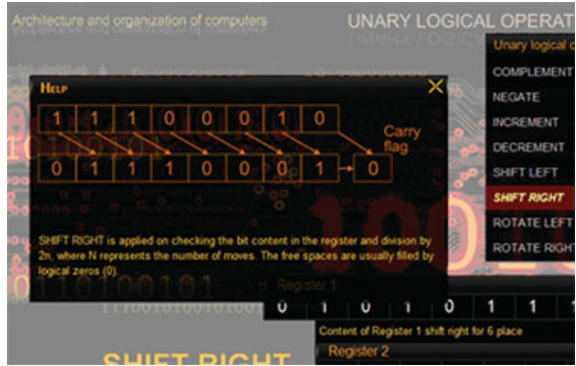 Architecture and organization of computers
UNARY LOGICAL OPERAT
Unary logical o
COMPLEMENT
NEGATE
INCREMENT
DECREMENT
SHIFT LEFT
SHIFT RIGHT
ROTATE LEFT
ROTATE RIGHT
HELP
1 1 1 0 0 0 1 0
Carry
flag
0 1 1 1 0 0 0 1 0
SHIFT RIGHT is applied on checking the bit content in the register and division by
2n, where N represents the number of moves. The free spaces are usually filled by
logical zeros (0).
Register 1
0 1 0 1 0 1 1 1
Content of Register 1 shift right for 6 place
Register 2
SHIFT RIGHT